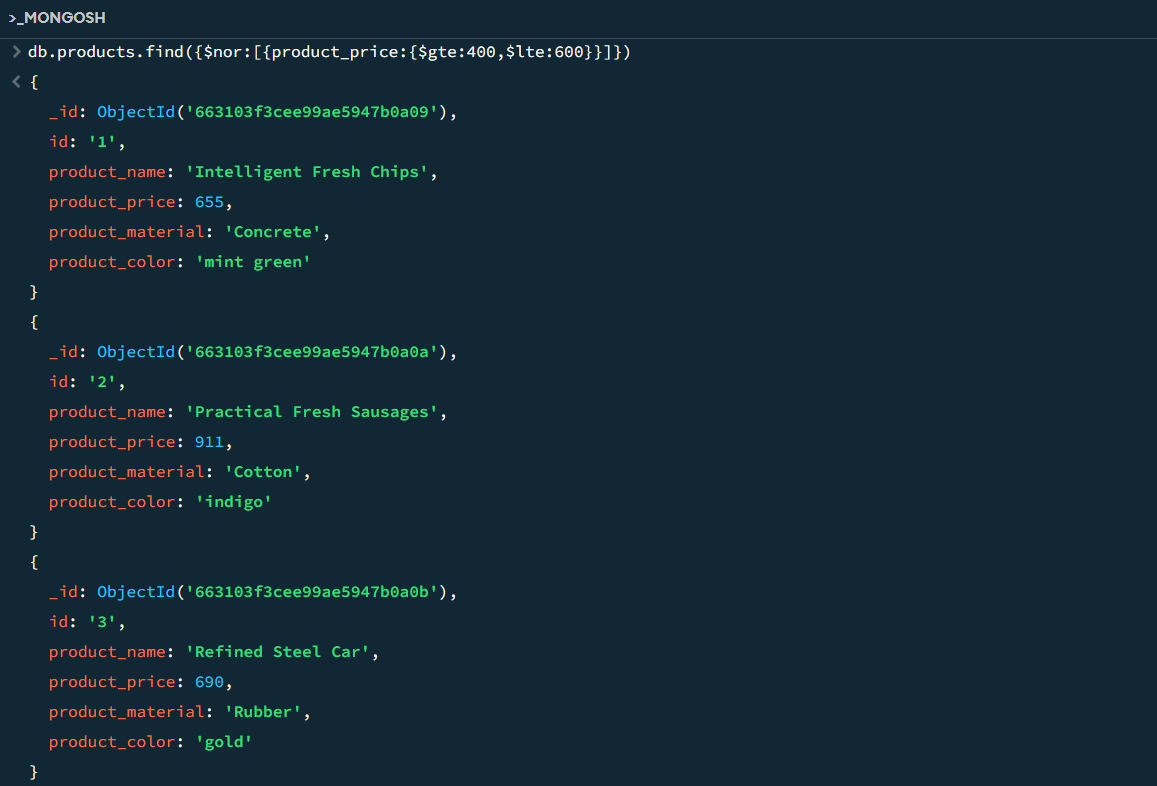 >_MONGOSH
> db.products.find({$nor:[{product_price:{$gte:400,$lte:600}}]})
< {
_id: ObjectId('663103f3cee99ae5947b0a09'),
id: '1',
product_name: 'Intelligent Fresh Chips',
product_price: 655,
product_material: 'Concrete',
product_color: 'mint green'
}
{
_id: ObjectId('663103f3cee99ae5947b0a0a'),
id: '2',
product_name: 'Practical Fresh Sausages',
product_price: 911,
product_material: 'Cotton',
product_color: 'indigo'
}
{
_id: ObjectId('663103f3cee99ae5947b0a0b'),
id: '3',
product_name: 'Refined Steel Car',
product_price: 690,
product_material: 'Rubber',
product_color: 'gold'
}